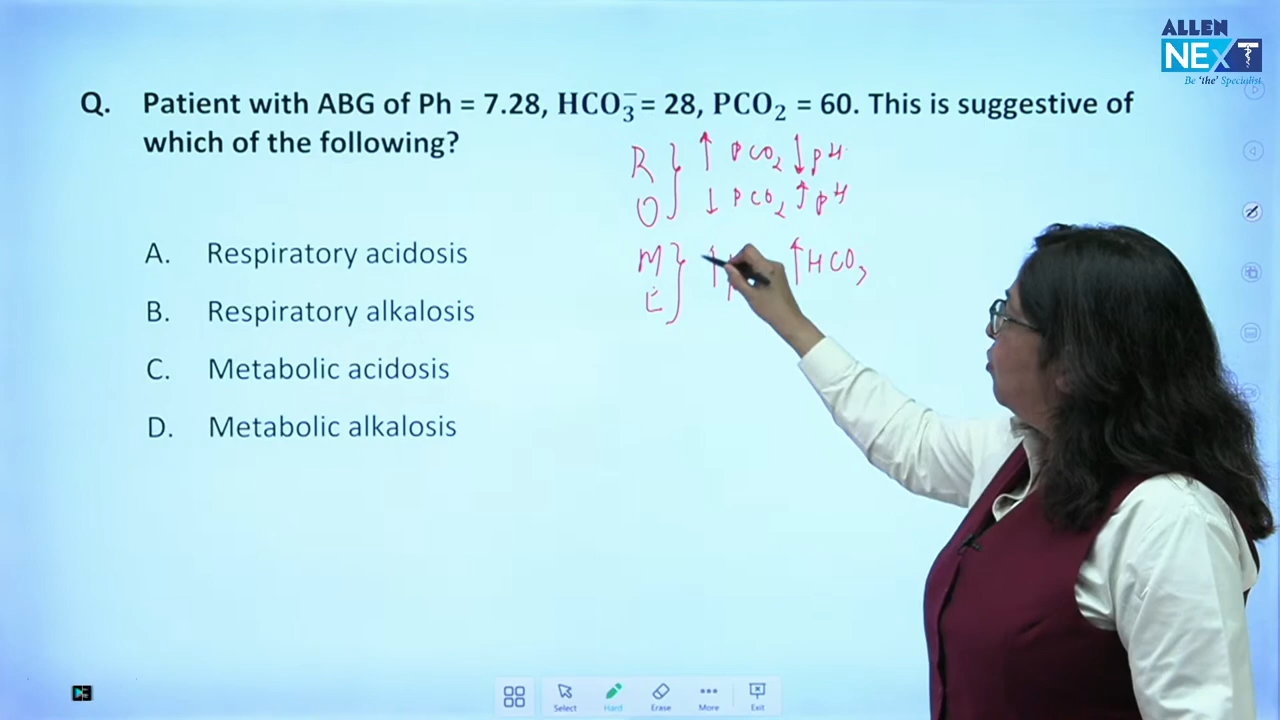 ALLEN
NEXT
Be 'the' Specialist
Q. Patient with ABG of Ph = 7.28, HCO₃⁻ = 28, PCO₂ = 60. This is suggestive of
which of the following?
R } ↑ PCO₂ ↓ pH
O } ↓ PCO₂ ↑ pH
M } ↑ ↑ HCO₃
E
A. Respiratory acidosis
B. Respiratory alkalosis
C. Metabolic acidosis
D. Metabolic alkalosis
Select Hard Erase More Exit